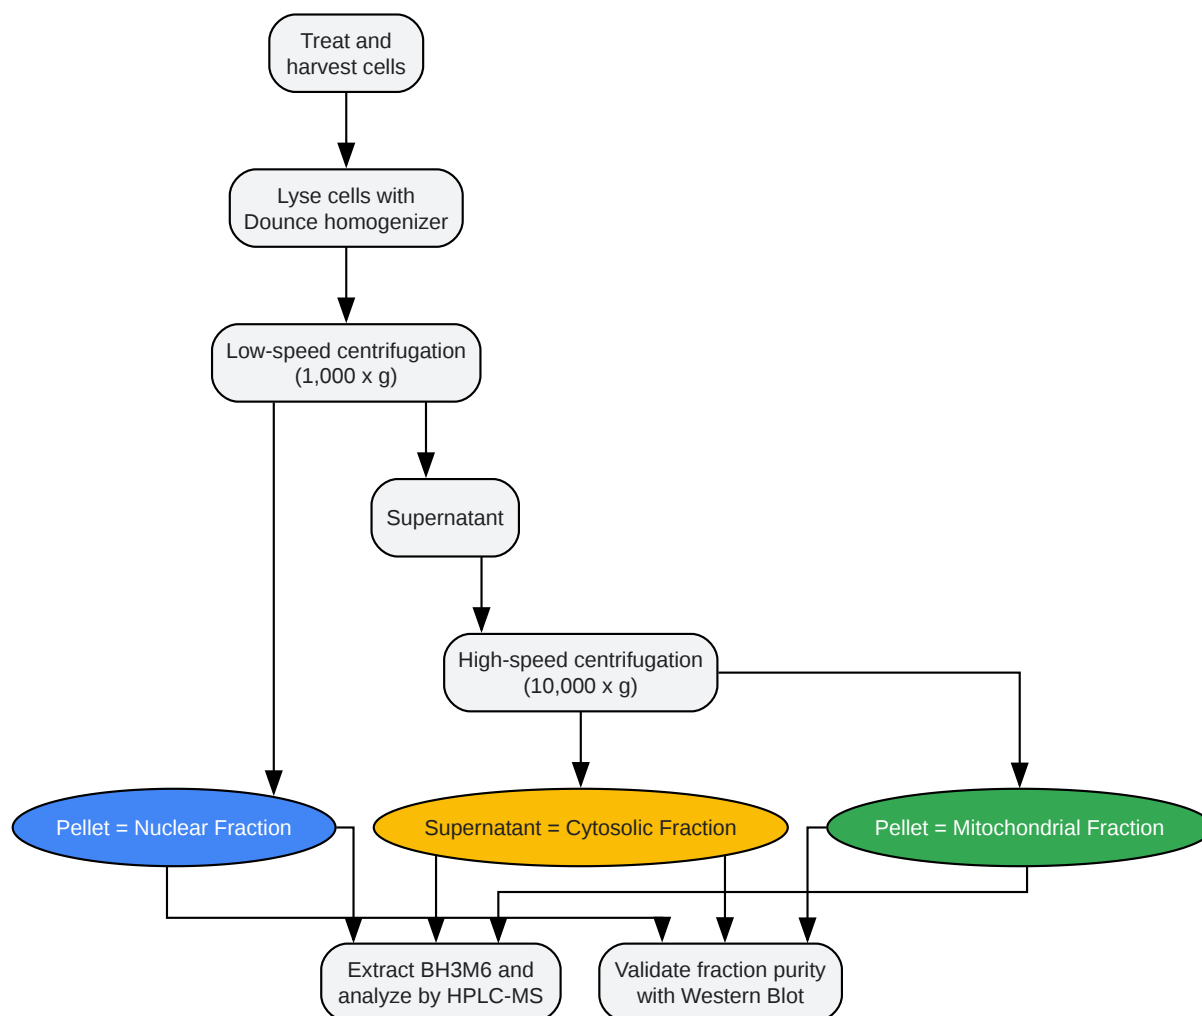 Treat and
harvest cells
Lyse cells with
Dounce homogenizer
Low-speed centrifugation
(1,000 x g)
Supernatant
High-speed centrifugation
(10,000 x g)
Pellet = Nuclear Fraction
Supernatant = Cytosolic Fraction
Pellet = Mitochondrial Fraction
Extract BH3M6 and
analyze by HPLC-MS
Validate fraction purity
with Western Blot